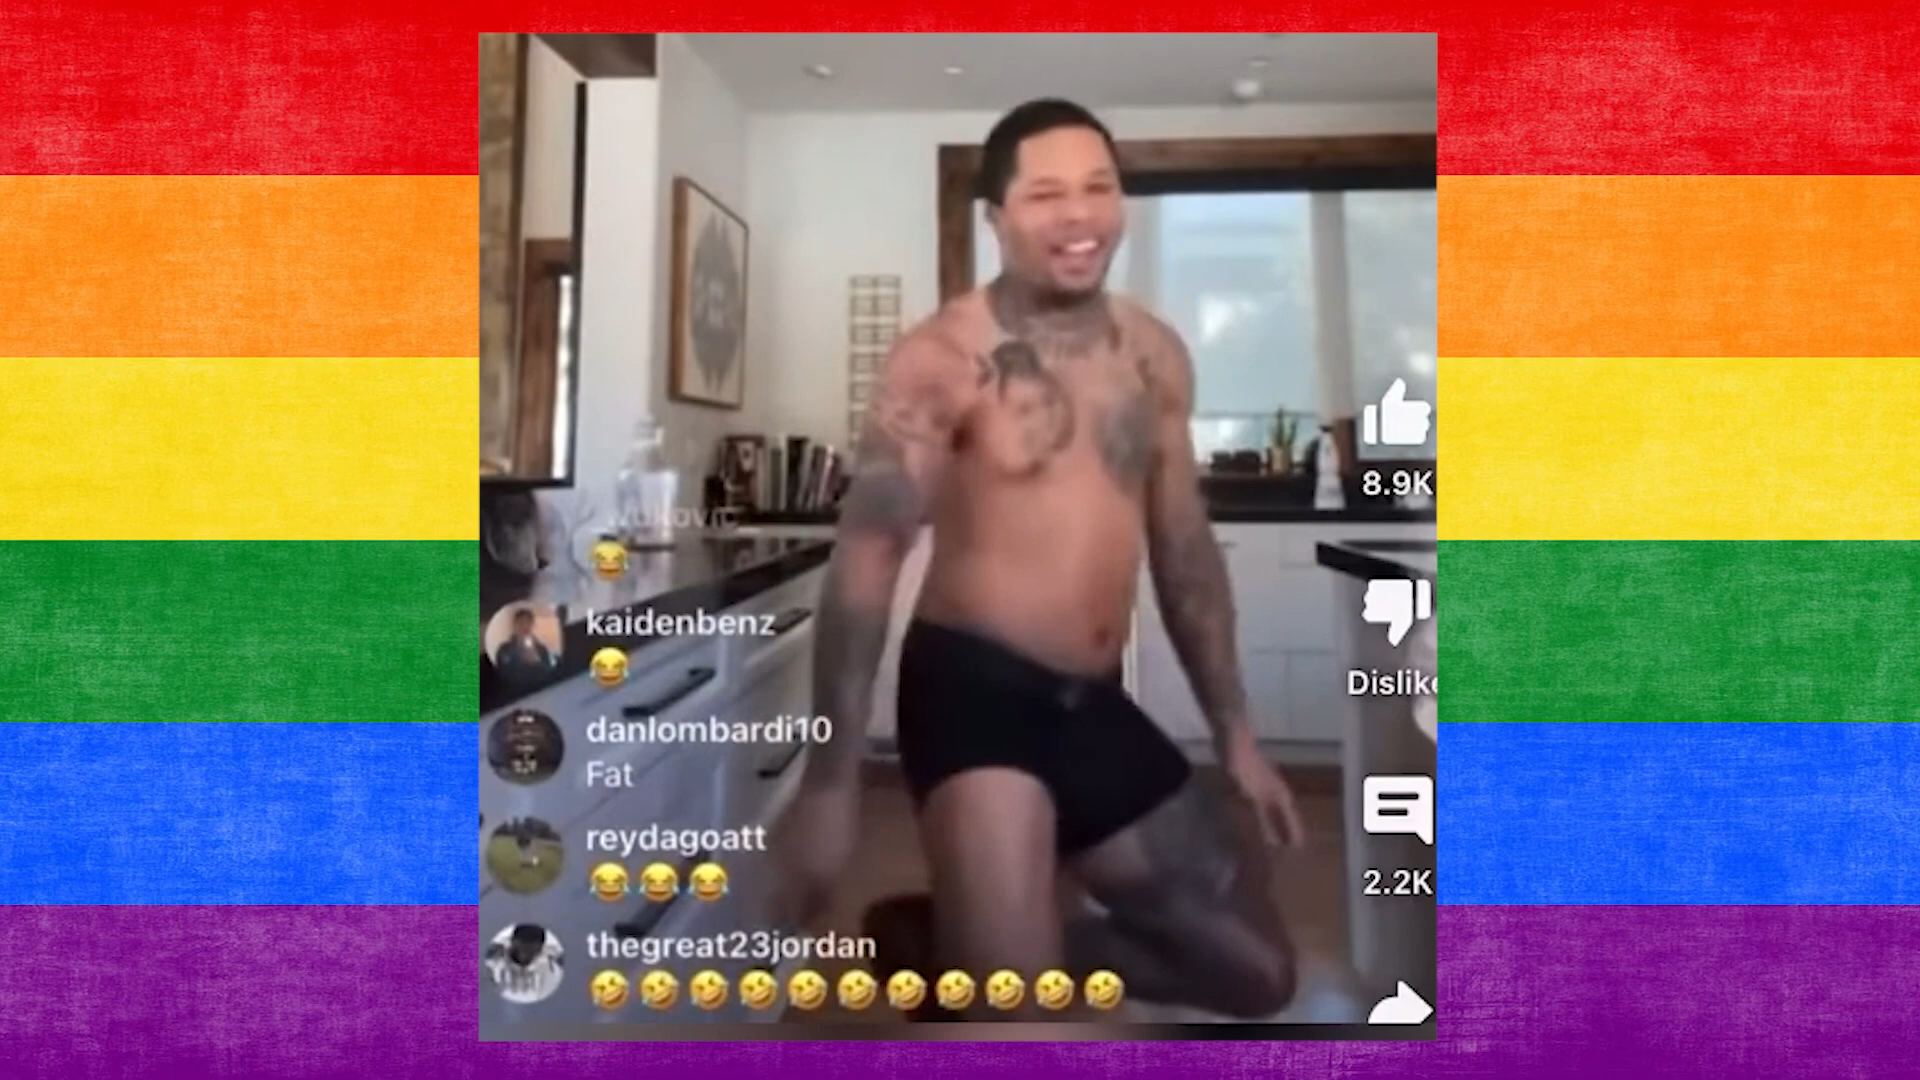 😂
kaidenbenz
😂
danlombardi10
Fat
reydagoatt
😂😂😂
thegreat23jordan
🤣🤣🤣🤣🤣🤣🤣🤣🤣🤣🤣
8.9K
Dislike
2.2K